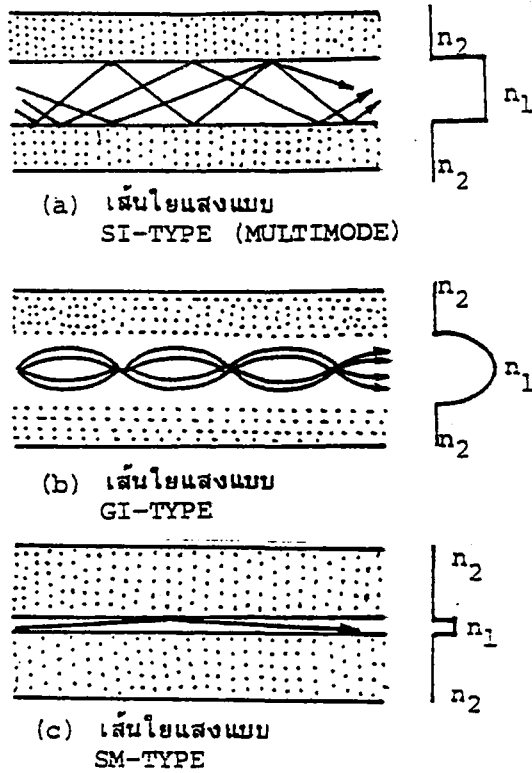 n2
n1
n2
(a) เส้นใยแสงแบบ
SI-TYPE (MULTIMODE)
n2
n1
n2
(b) เส้นใยแสงแบบ
GI-TYPE
n2
n1
n2
(c) เส้นใยแสงแบบ
SM-TYPE